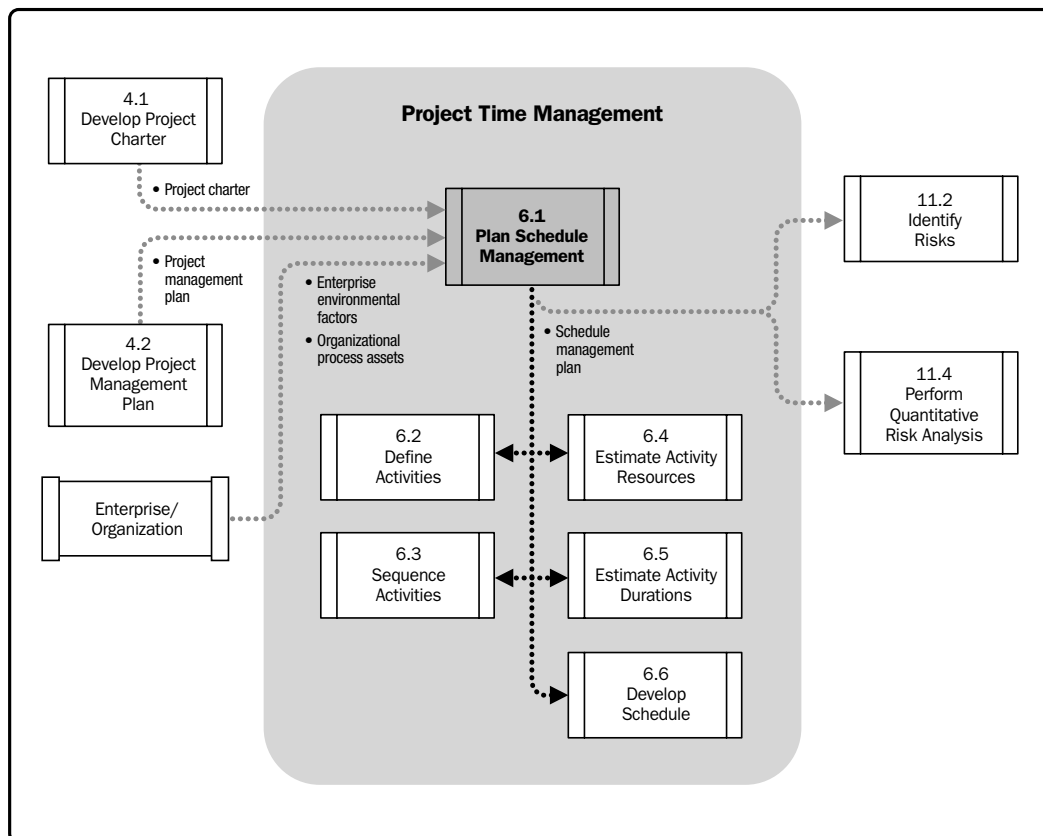 Project Time Management
4.1
Develop Project
Charter
• Project charter
6.1
Plan Schedule
Management
11.2
Identify
Risks
• Project
management
plan
• Enterprise
environmental
factors
• Organizational
process assets
• Schedule
management
plan
4.2
Develop Project
Management
Plan
11.4
Perform
Quantitative
Risk Analysis
6.2
Define
Activities
6.4
Estimate Activity
Resources
Enterprise/
Organization
6.3
Sequence
Activities
6.5
Estimate Activity
Durations
6.6
Develop
Schedule